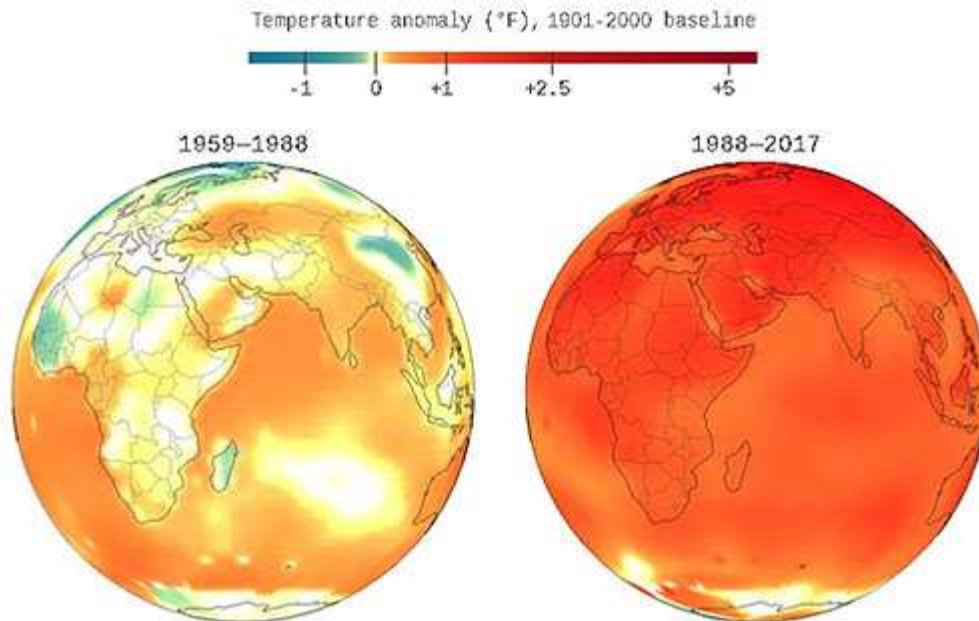 Temperature anomaly (°F), 1901-2000 baseline
-1 0 +1 +2.5 +5
1959–1988 1988–2017